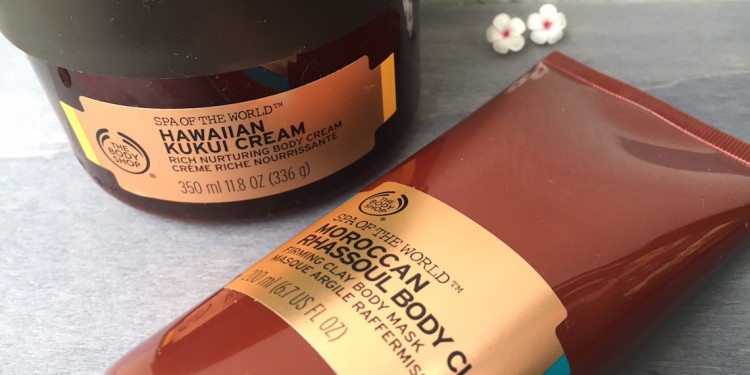 SPA OF THE WORLD™
HAWAIIAN
KUKUI CREAM
RICH NURTURING BODY CREAM
CRÈME RICHE NOURRISSANTE
350 ml 11.8 OZ (336 g)
THE
BODY
SHOP
®
THE
BODY
SHOP
®
SPA OF THE WORLD™
MOROCCAN
RHASSOUL BODY
FIRMING CLAY BODY MASK
MASQUE ARGILE
200 ml (6.7 US FL OZ)